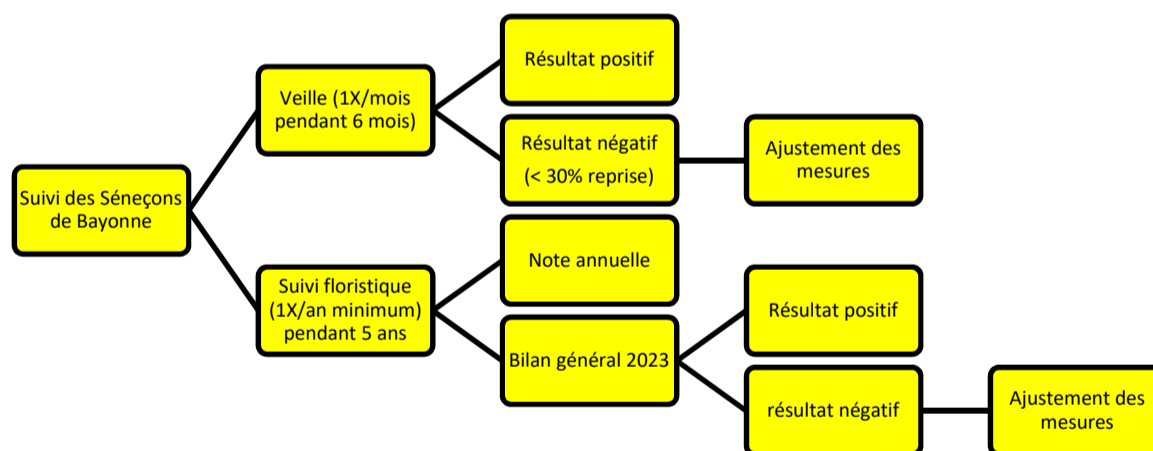 Suivi des Séneçons
de Bayonne
Veille (1X/mois
pendant 6 mois)
Résultat positif
Résultat négatif
(< 30% reprise)
Ajustement des
mesures
Suivi floristique
(1X/an minimum)
pendant 5 ans
Note annuelle
Bilan général 2023
Résultat positif
résultat négatif
Ajustement des
mesures